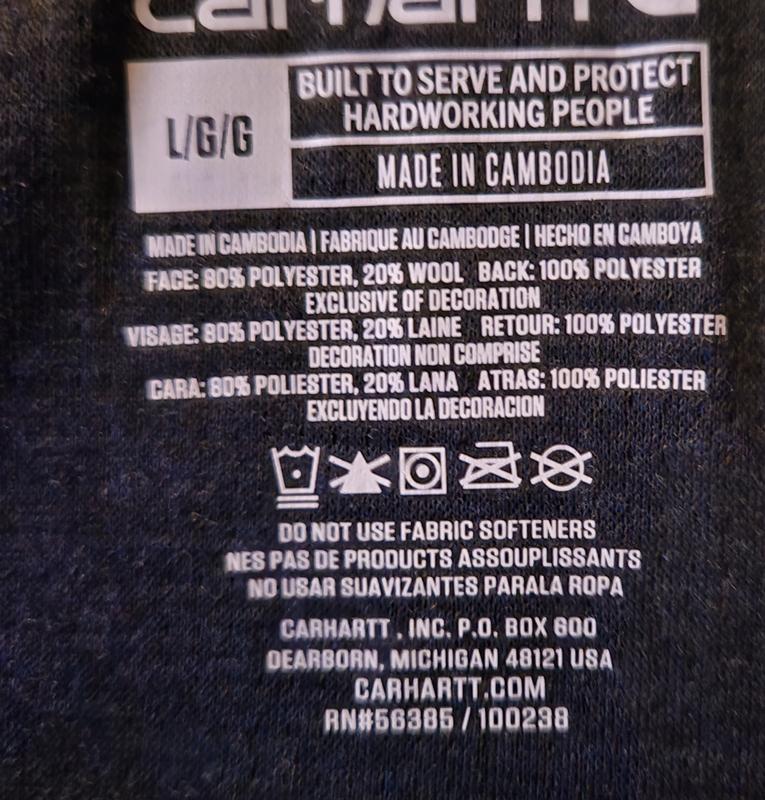 carhartt
L/G/G
BUILT TO SERVE AND PROTECT
HARDWORKING PEOPLE
MADE IN CAMBODIA
MADE IN CAMBODIA | FABRIQUE AU CAMBODGE | HECHO EN CAMBOYA
FACE: 80% POLYESTER, 20% WOOL BACK: 100% POLYESTER
EXCLUSIVE OF DECORATION
VISAGE: 80% POLYESTER, 20% LAINE RETOUR: 100% POLYESTER
DECORATION NON COMPRISE
CARA: 80% POLIESTER, 20% LANA ATRAS: 100% POLIESTER
EXCLUYENDO LA DECORACION
DO NOT USE FABRIC SOFTENERS
NES PAS DE PRODUCTS ASSOUPLISSANTS
NO USAR SUAVIZANTES PARALA ROPA
CARHARTT , INC. P.O. BOX 600
DEARBORN, MICHIGAN 48121 USA
CARHARTT.COM
RN#56385 / 100238